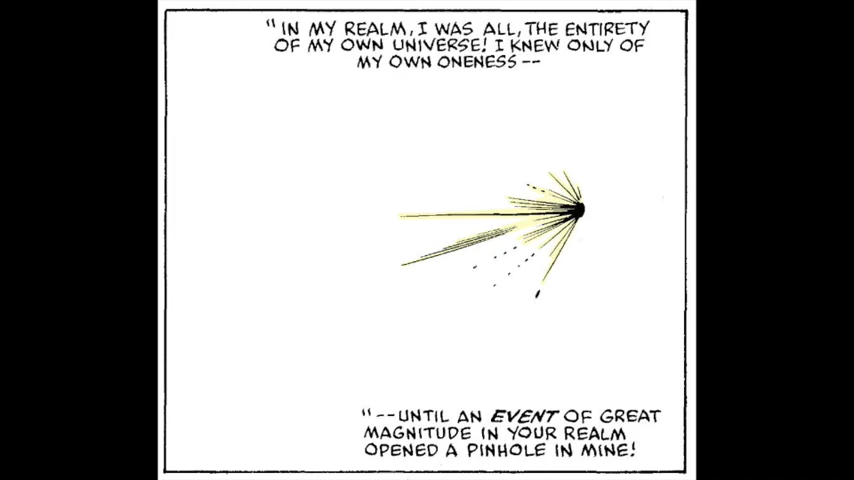 "IN MY REALM, I WAS ALL, THE ENTIRETY
OF MY OWN UNIVERSE! I KNEW ONLY OF
MY OWN ONENESS--
"--UNTIL AN EVENT OF GREAT
MAGNITUDE IN YOUR REALM
OPENED A PINHOLE IN MINE!